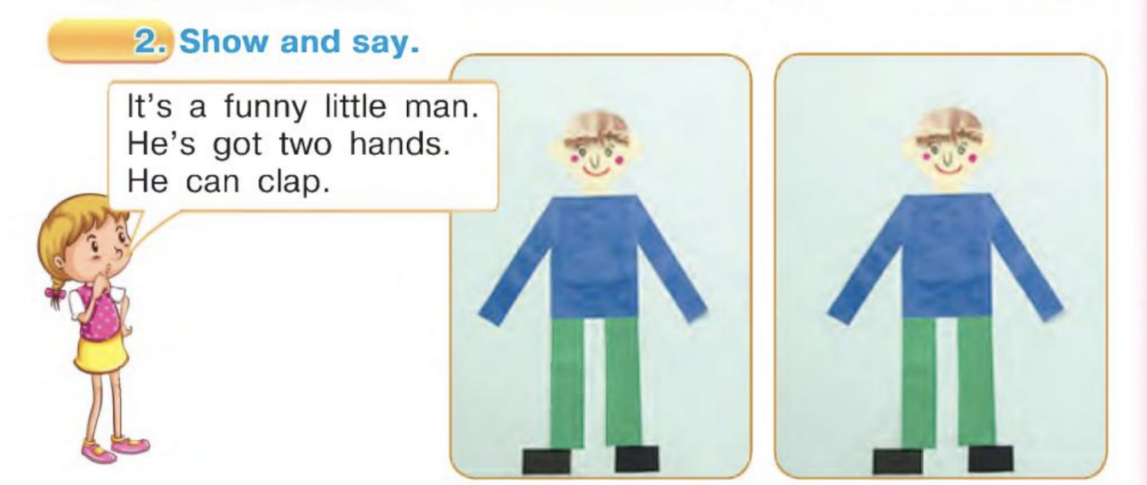 2. Show and say.
It's a funny little man.
He's got two hands.
He can clap.